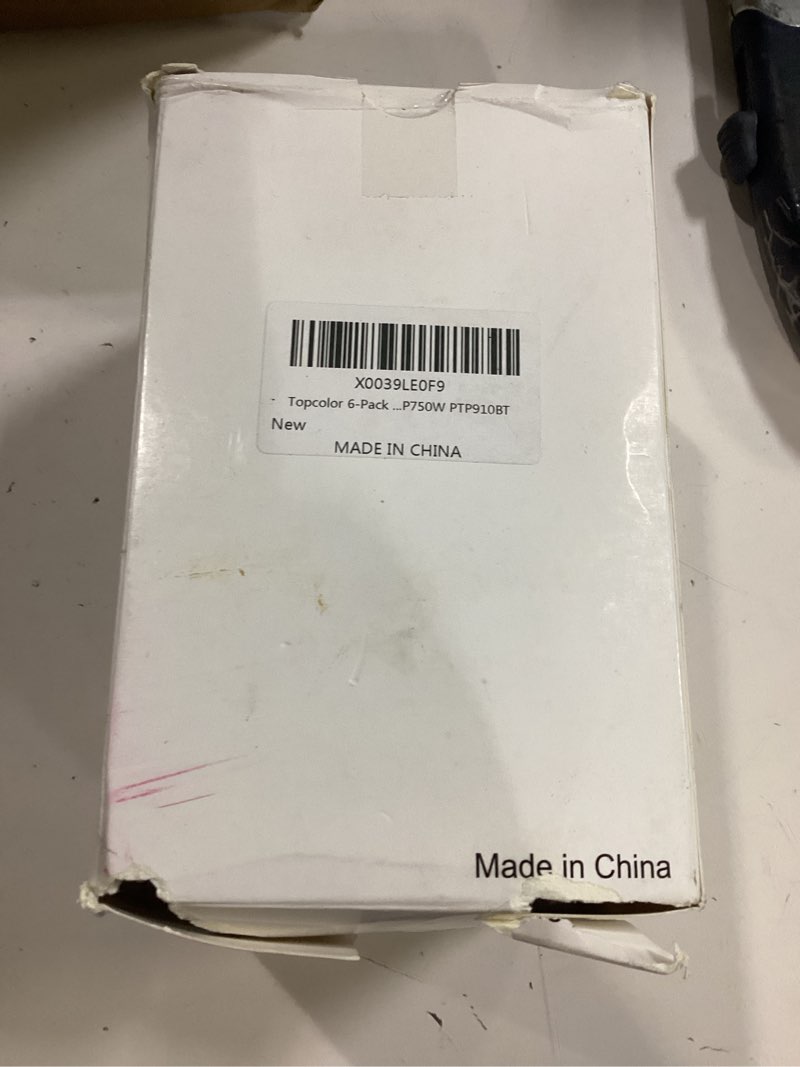 X0039LE0F9
- Topcolor 6-Pack ...P750W PTP910BT
New
MADE IN CHINA
Made in China